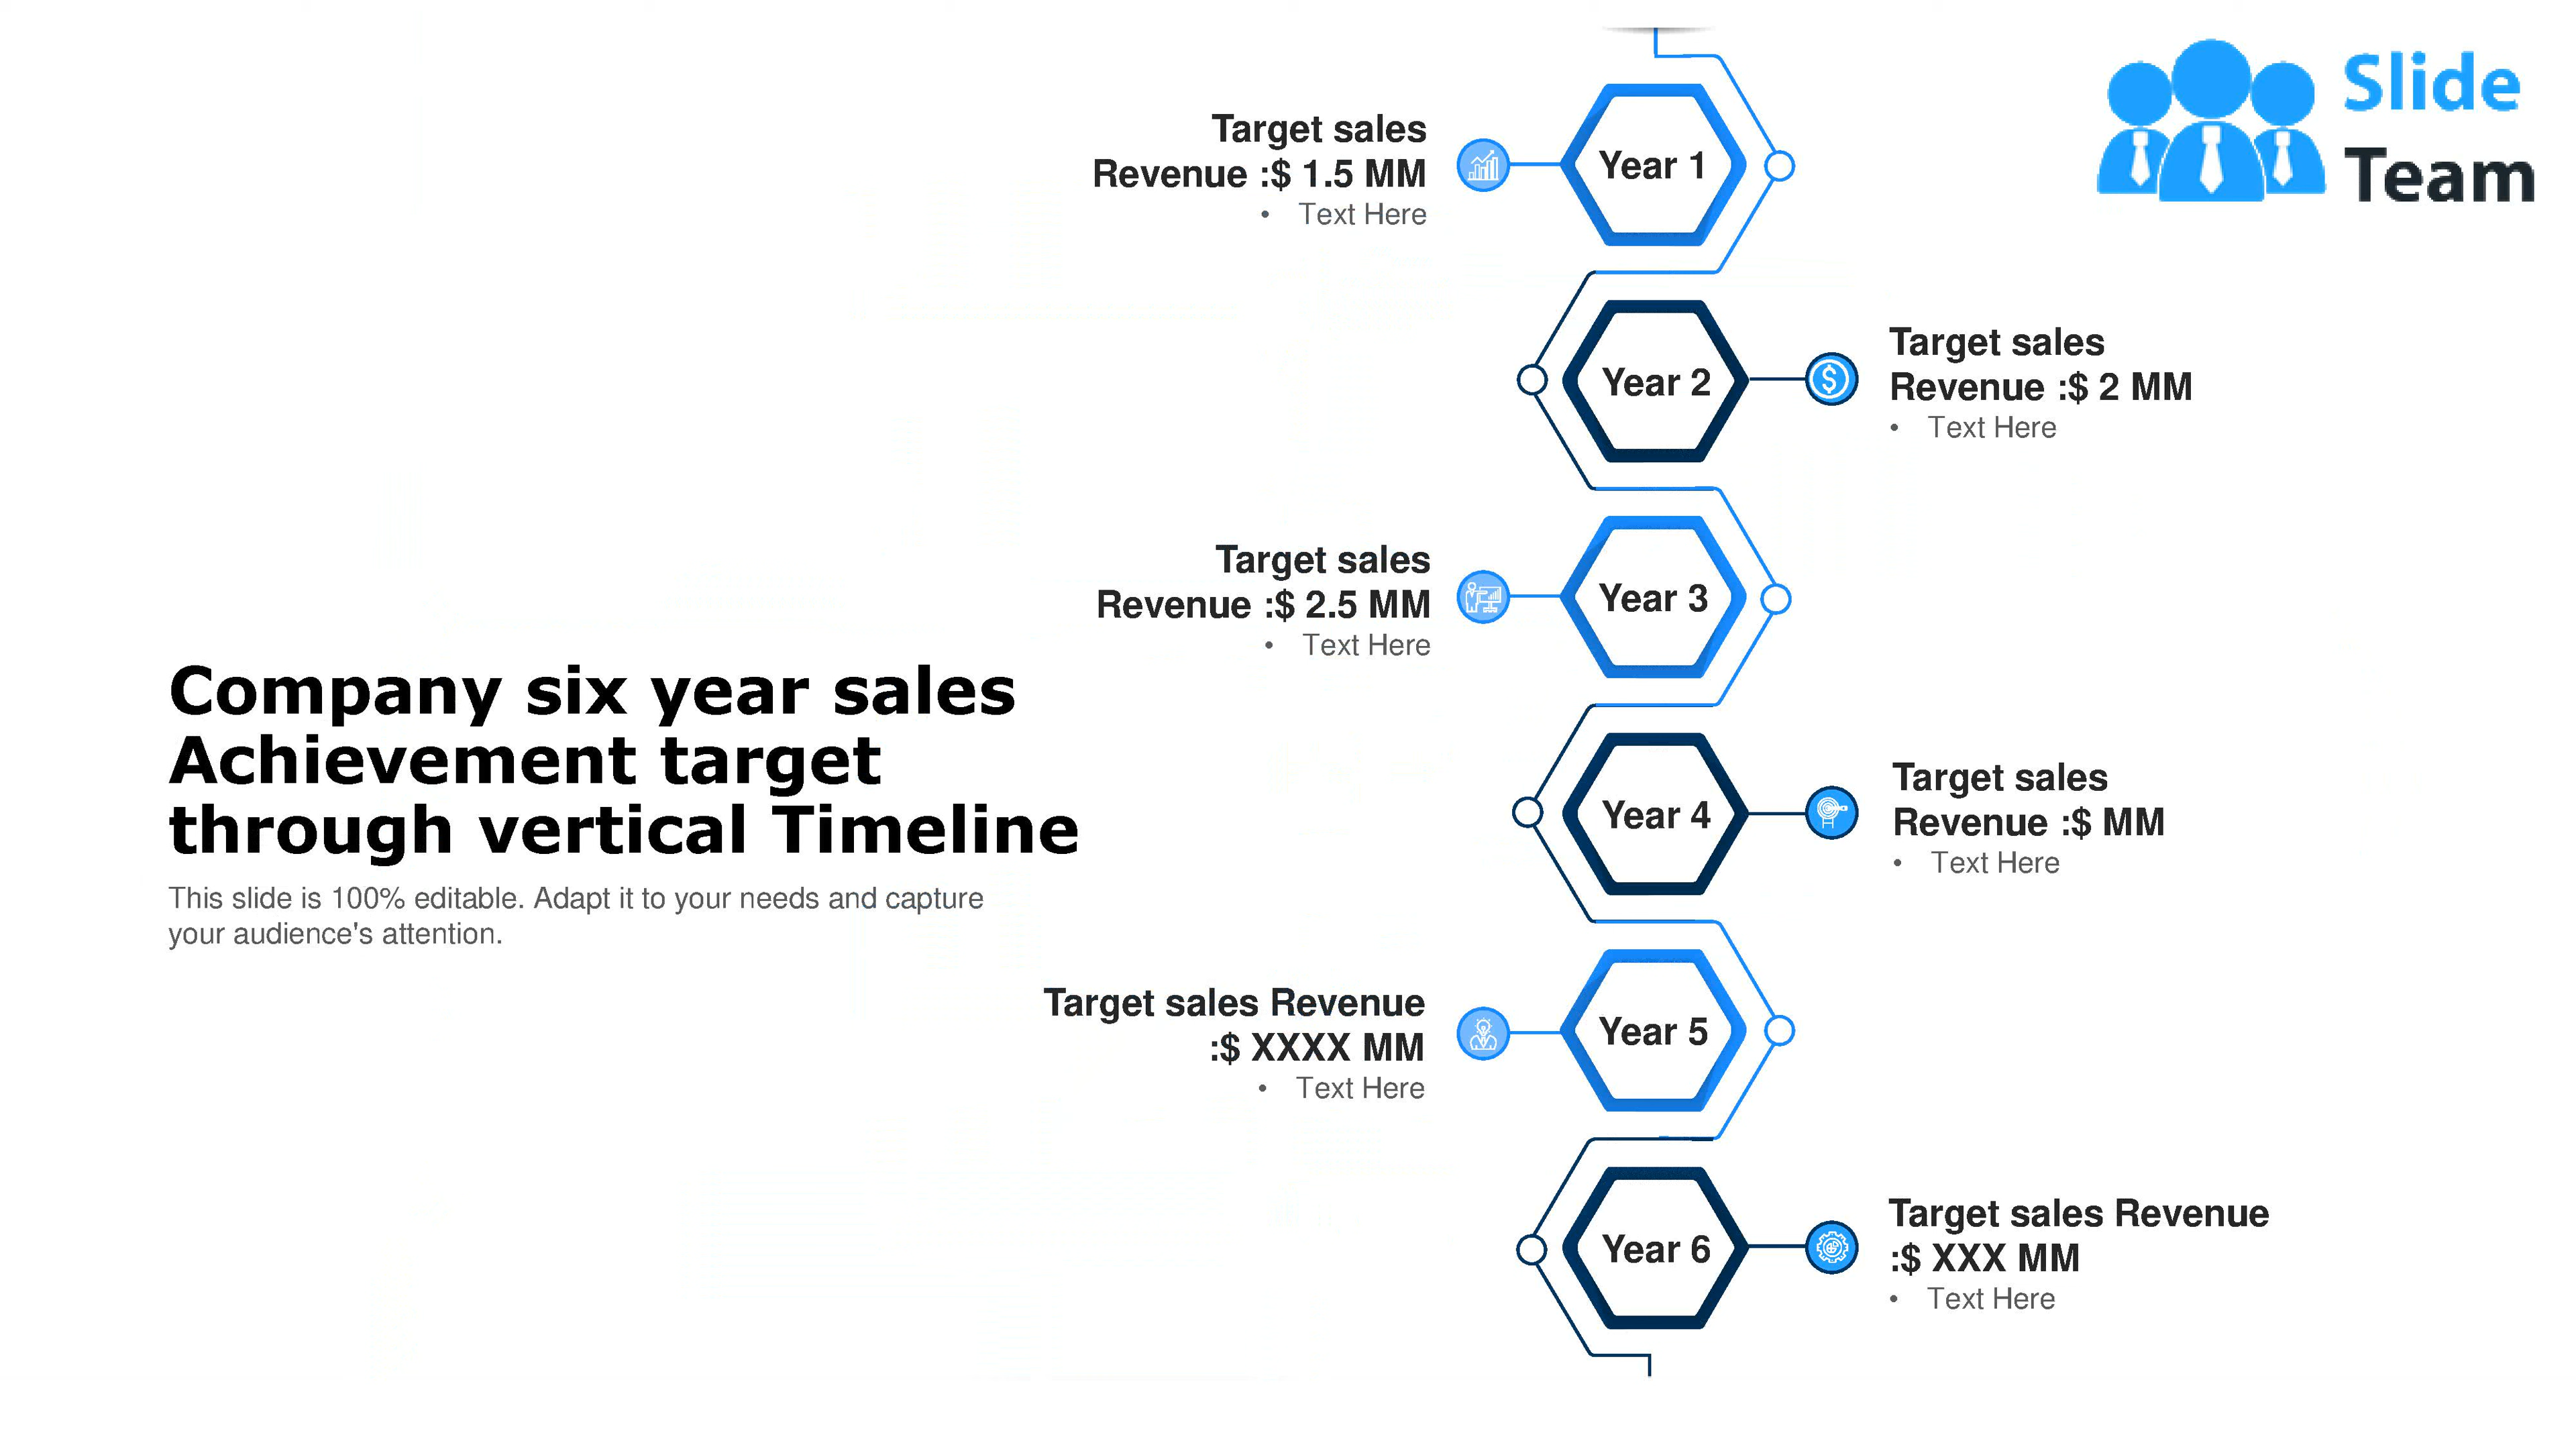 Slide
Team
Target sales
Revenue :$ 1.5 MM
• Text Here
Year 1
Year 2
Target sales
Revenue :$ 2 MM
• Text Here
Target sales
Revenue :$ 2.5 MM
• Text Here
Year 3
Company six year sales
Achievement target
through vertical Timeline
This slide is 100% editable. Adapt it to your needs and capture
your audience's attention.
Year 4
Target sales
Revenue :$ MM
• Text Here
Target sales Revenue
:$ XXXX MM
• Text Here
Year 5
Year 6
Target sales Revenue
:$ XXX MM
• Text Here